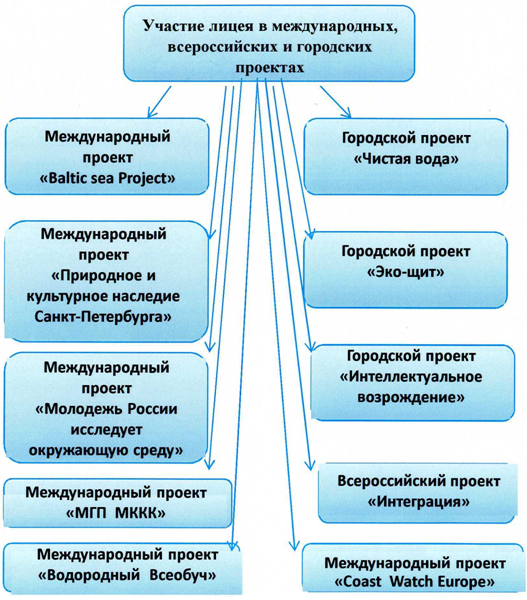 Участие лицея в международных,
всероссийских и городских
проектах
Международный
проект
«Baltic sea Project»
Международный
проект
«Природное и
культурное наследие
Санкт-Петербурга»
Международный
проект
«Молодежь России
исследует
окружающую среду»
Международный проект
«МГП МККК»
Международный проект
«Водородный Всеобуч»
Городской проект
«Чистая вода»
Городской проект
«Эко-щит»
Городской проект
«Интеллектуальное
возрождение»
Всероссийский проект
«Интеграция»
Международный проект
«Coast Watch Europe»